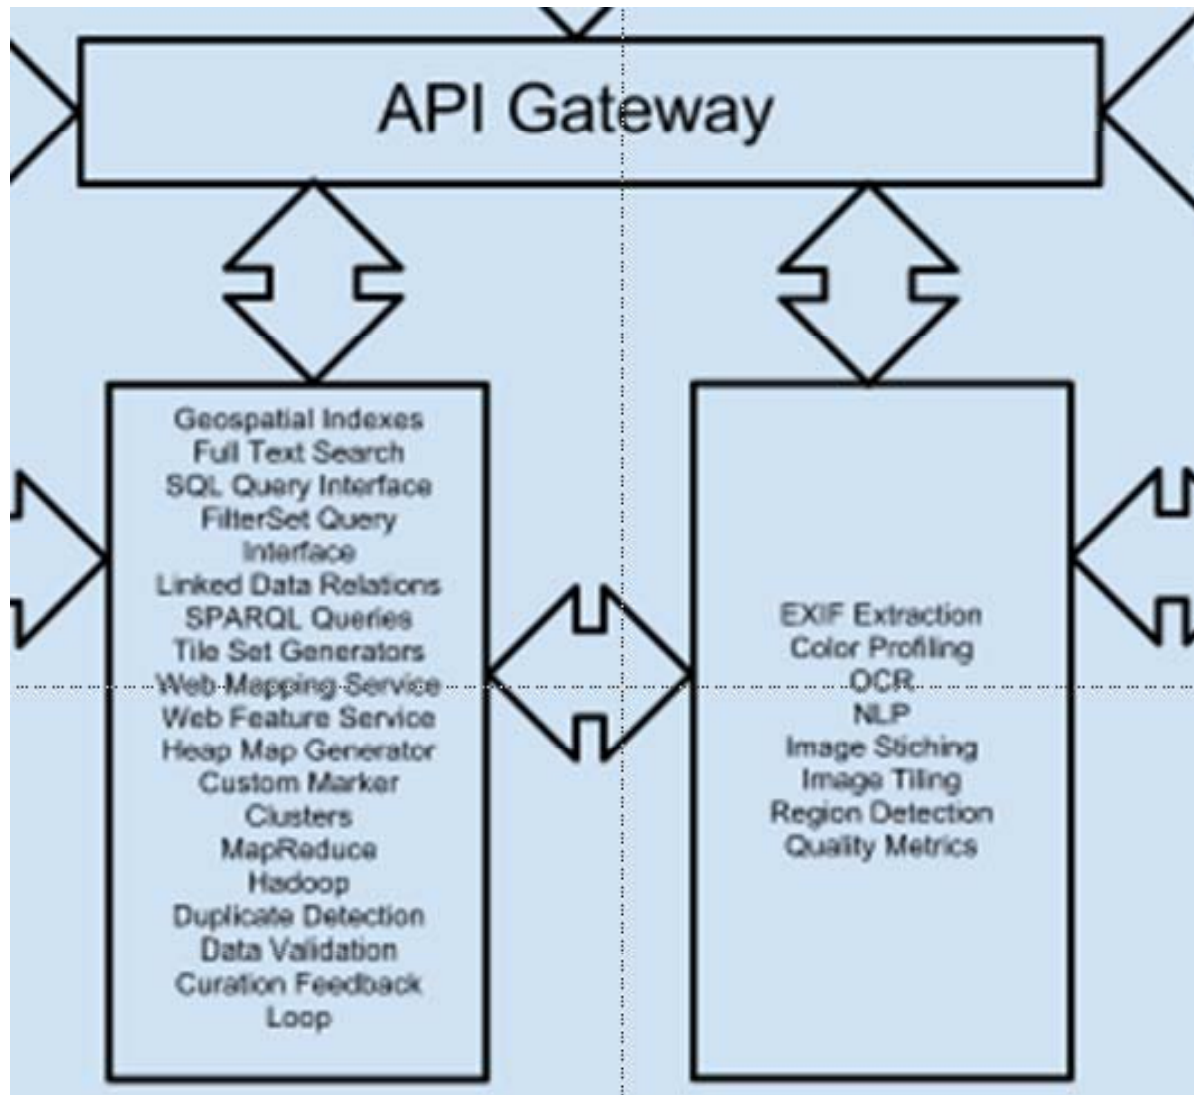 API Gateway
Geospatial Indexes
Full Text Search
SQL Query Interface
FilterSet Query
Interface
Linked Data Relations
SPARQL Queries
Tile Set Generators
Web Mapping Service
Web Feature Service
Heap Map Generator
Custom Marker
Clusters
MapReduce
Hadoop
Duplicate Detection
Data Validation
Curation Feedback
Loop
EXIF Extraction
Color Profiling
OCR
NLP
Image Stiching
Image Tiling
Region Detection
Quality Metrics